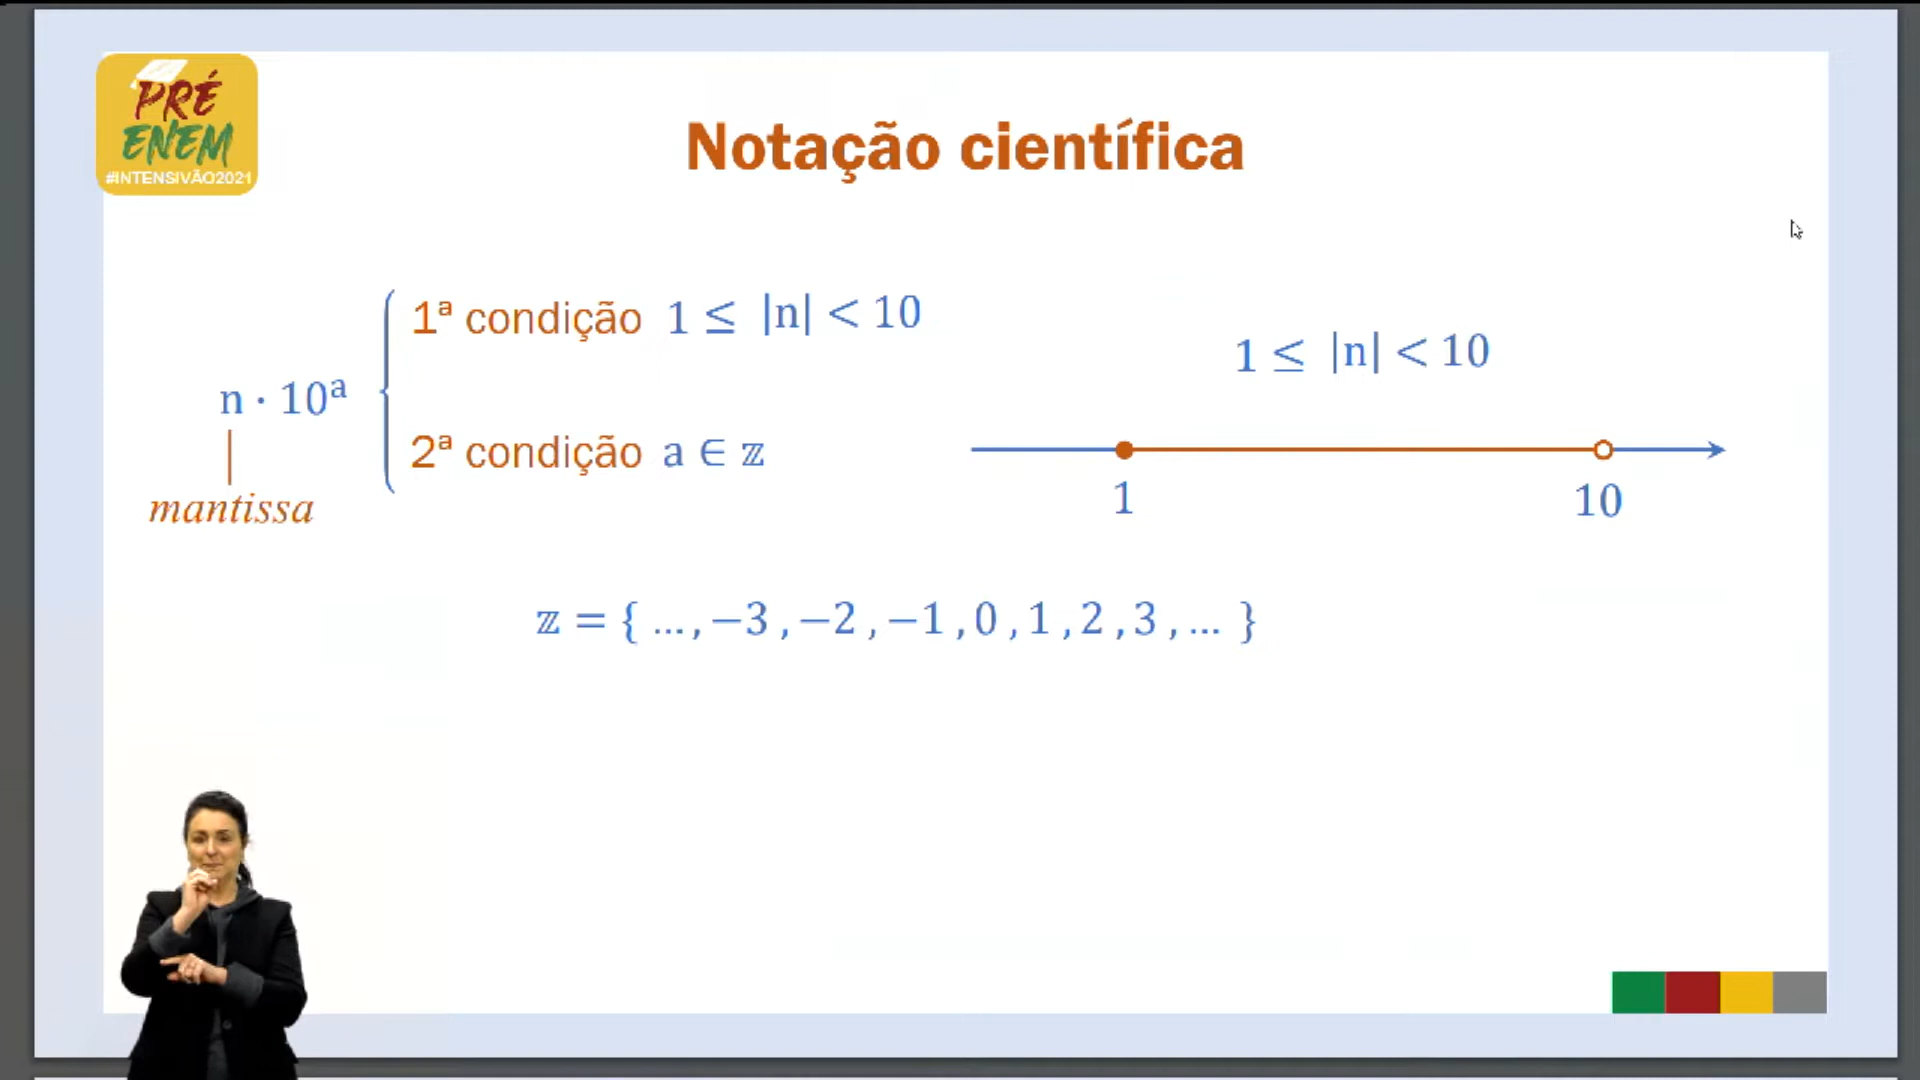 PRÉ
ENEM
#INTENSIVÃO2021
Notação científica
n · 10ᵃ
mantissa
1ª condição 1 ≤ |n| < 10
2ª condição a ∈ ℤ
1 ≤ |n| < 10
1 10
ℤ = { ... , −3 , −2 , −1 , 0 , 1 , 2 , 3 , ... }